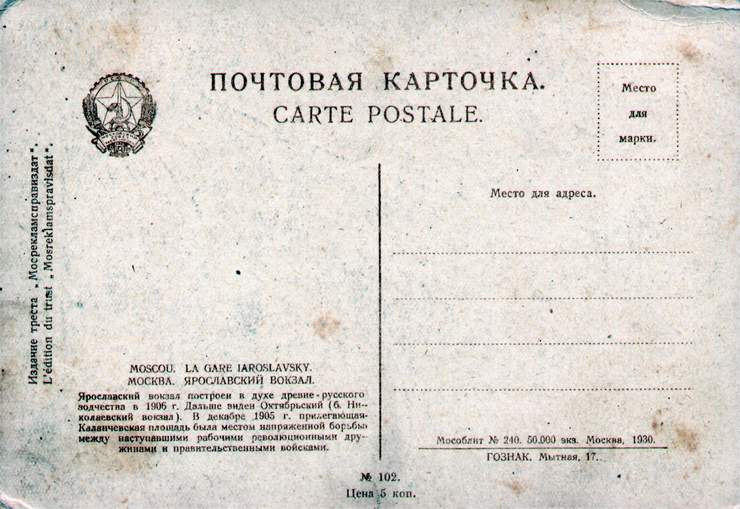 ПОЧТОВАЯ КАРТОЧКА.
CARTE POSTALE.
Место
для
марки.
Место для адреса.
Издание треста „Мосрекламсправиздат".
L'édition du trust „Mosreklamspravisdat".
MOSCOU. LA GARE IAROSLAVSKY.
МОСКВА. ЯРОСЛАВСКИЙ ВОКЗАЛ.
Ярославский вокзал построен в духе древне-русского
зодчества в 1906 г. Дальше виден Октябрьский (б. Ни-
колаевский вокзал). В декабре 1905 г. прилегающая-
Каланчевская площадь была местом напряженной борьбы
между наступавшими рабочими революционными дру-
жинами и правительственными войсками.
Мособлит № 240. 50.000 экз. Москва, 1930.
ГОЗНАК. Мытная, 17.
№ 102.
Цена 5 коп.